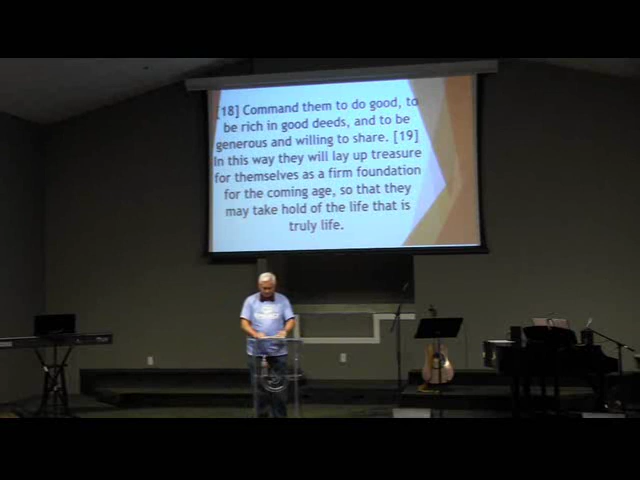 [18] Command them to do good, to
be rich in good deeds, and to be
generous and willing to share. [19]
In this way they will lay up treasure
for themselves as a firm foundation
for the coming age, so that they
may take hold of the life that is
truly life.